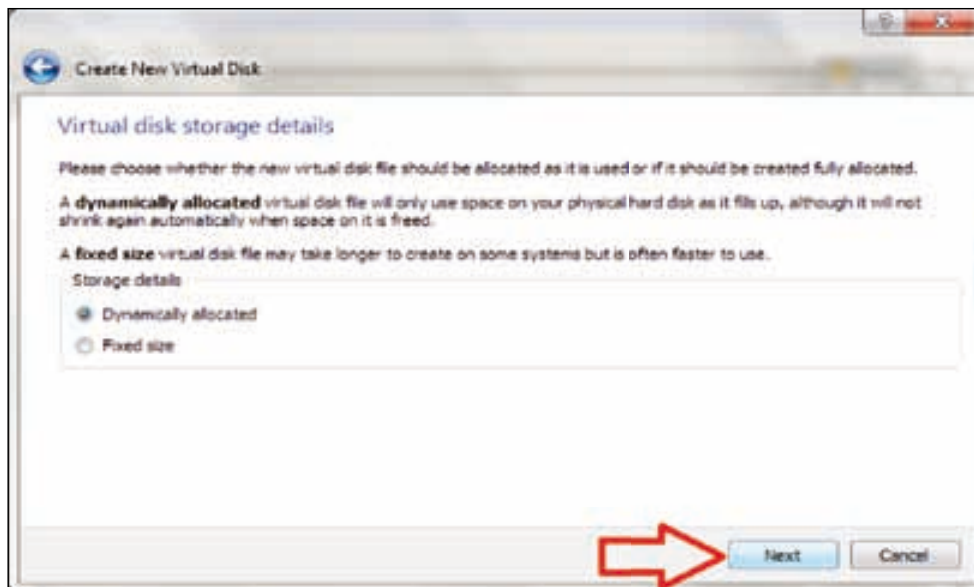 Create New Virtual Disk
Virtual disk storage details
Please choose whether the new virtual disk file should be allocated as it is used or if it should be created fully allocated.
A dynamically allocated virtual disk file will only use space on your physical hard disk as it fills up, although it will not
shrink again automatically when space on it is freed.
A fixed size virtual disk file may take longer to create on some systems but is often faster to use.
Storage details
Dynamically allocated
Fixed size
Next
Cancel